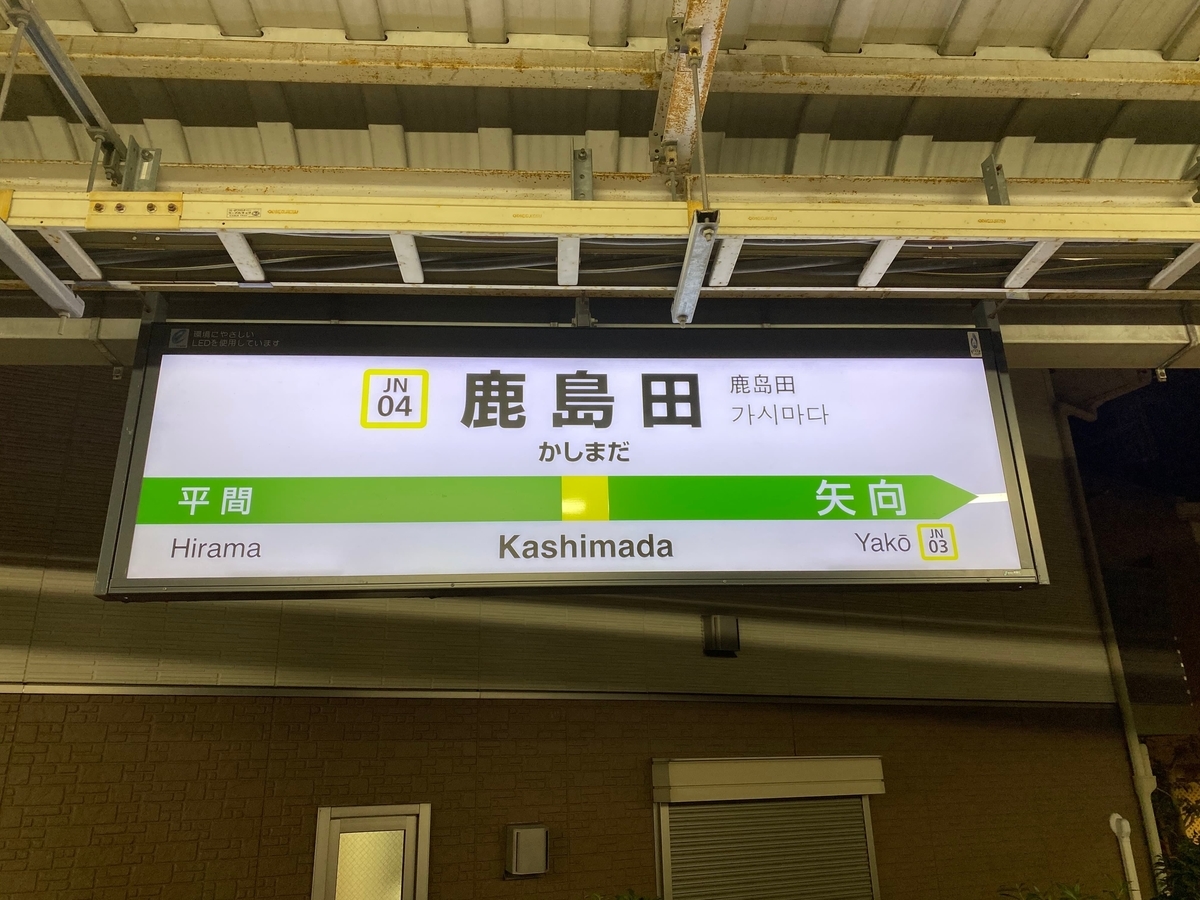 環境にやさしい
LEDを使用しています
JN
04
鹿島田
鹿岛田
가시마다
かしまだ
平間
矢向
Hirama
Kashimada
Yakō
JN
03